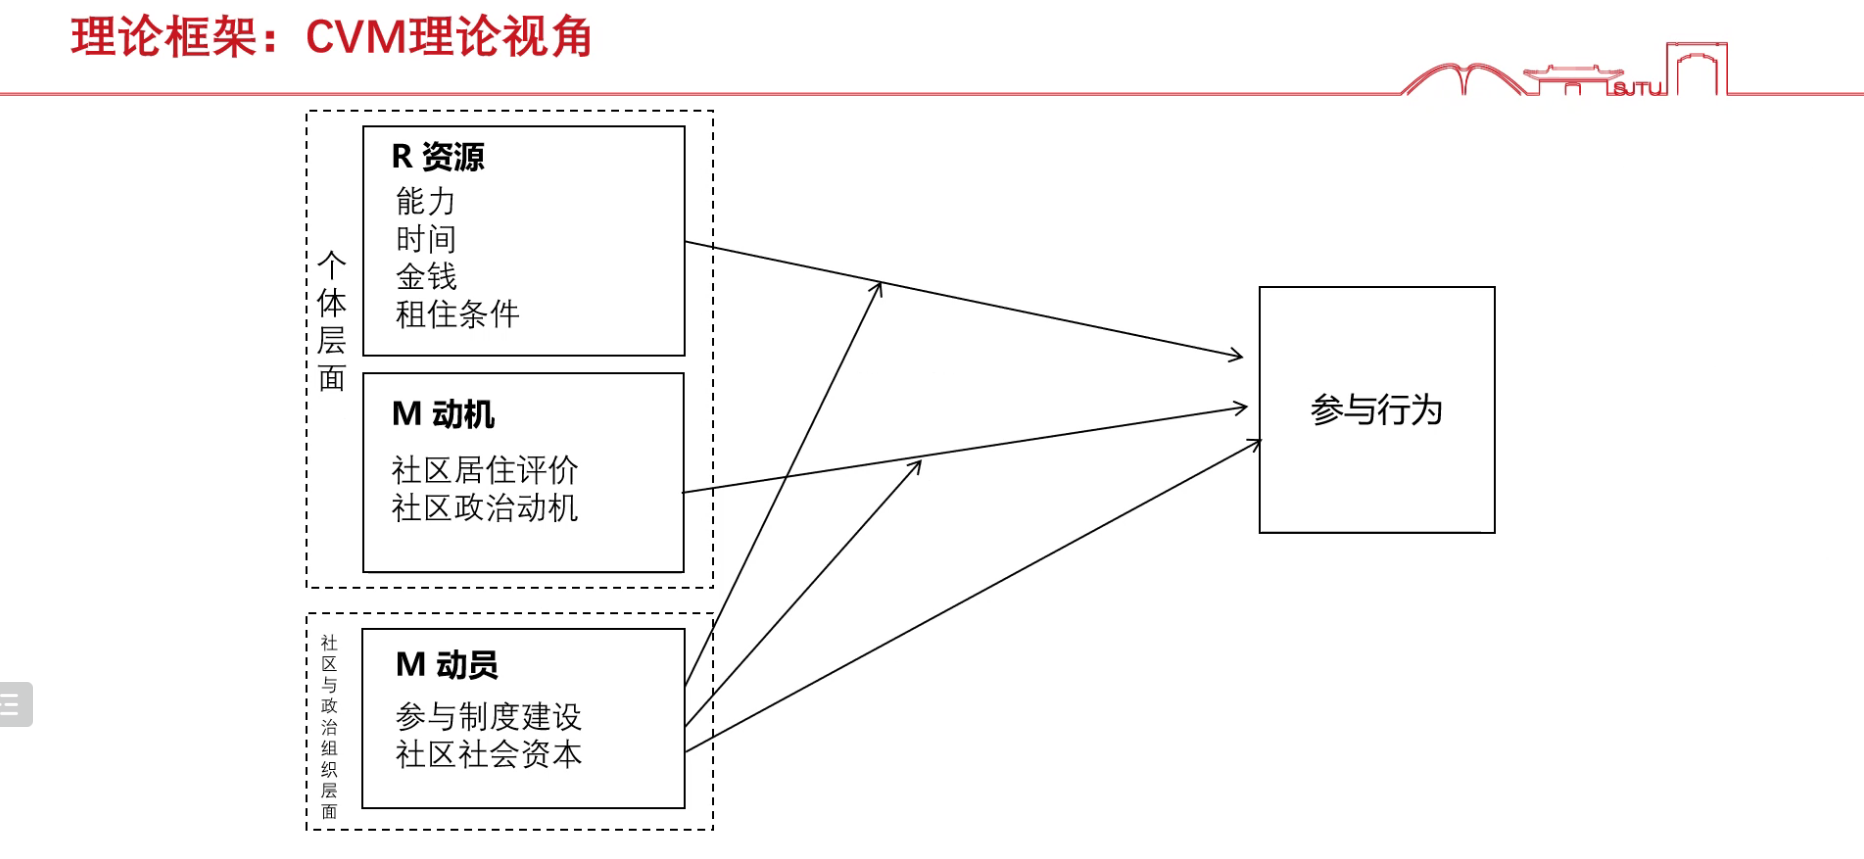 理论框架：CVM理论视角
SJTU
个体层面
R 资源
能力
时间
金钱
租住条件
M 动机
社区居住评价
社区政治动机
参与行为
社区与政治组织层面
M 动员
参与制度建设
社区社会资本